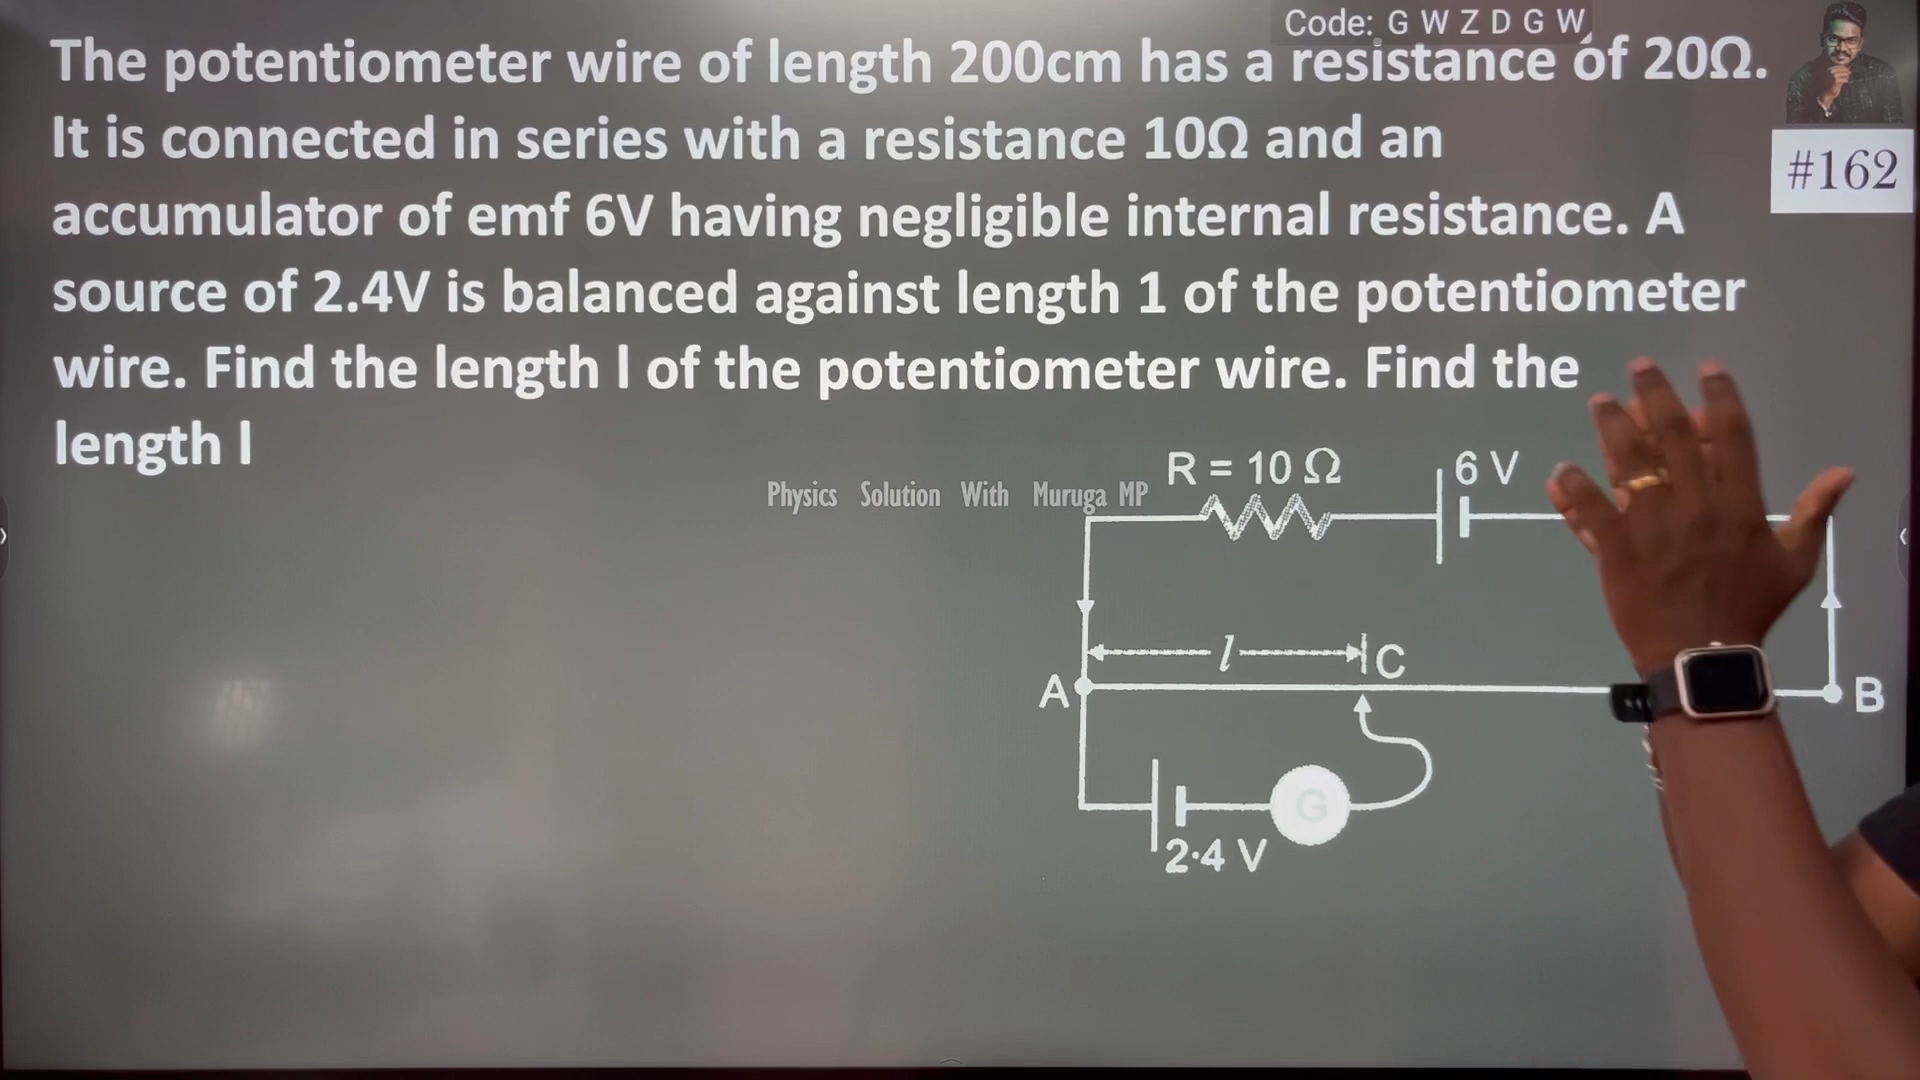 Code: G W Z D G W
The potentiometer wire of length 200cm has a resistance of 20Ω.
It is connected in series with a resistance 10Ω and an
#162
accumulator of emf 6V having negligible internal resistance. A
source of 2.4V is balanced against length 1 of the potentiometer
wire. Find the length l of the potentiometer wire. Find the
length l
R = 10 Ω
6 V
Physics Solution With Muruga MP
l
C
A
B
G
2·4 V